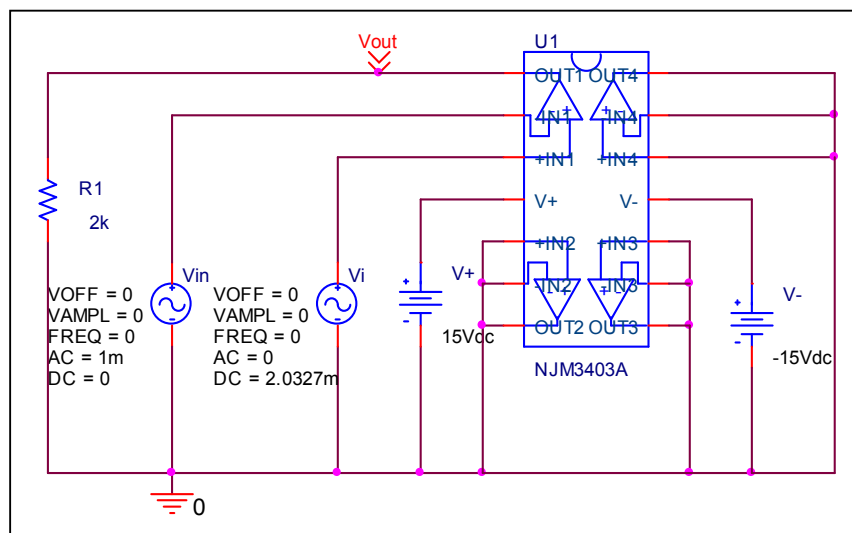 Vout
U1
OUT1
OUT4
-IN1
-IN4
+IN1
+IN4
V+
V-
+IN2
+IN3
-IN2
-IN3
OUT2
OUT3
NJM3403A
R1
2k
Vin
VOFF = 0
VAMPL = 0
FREQ = 0
AC = 1m
DC = 0
Vi
VOFF = 0
VAMPL = 0
FREQ = 0
AC = 0
DC = 2.0327m
V+
15Vdc
V-
-15Vdc
0